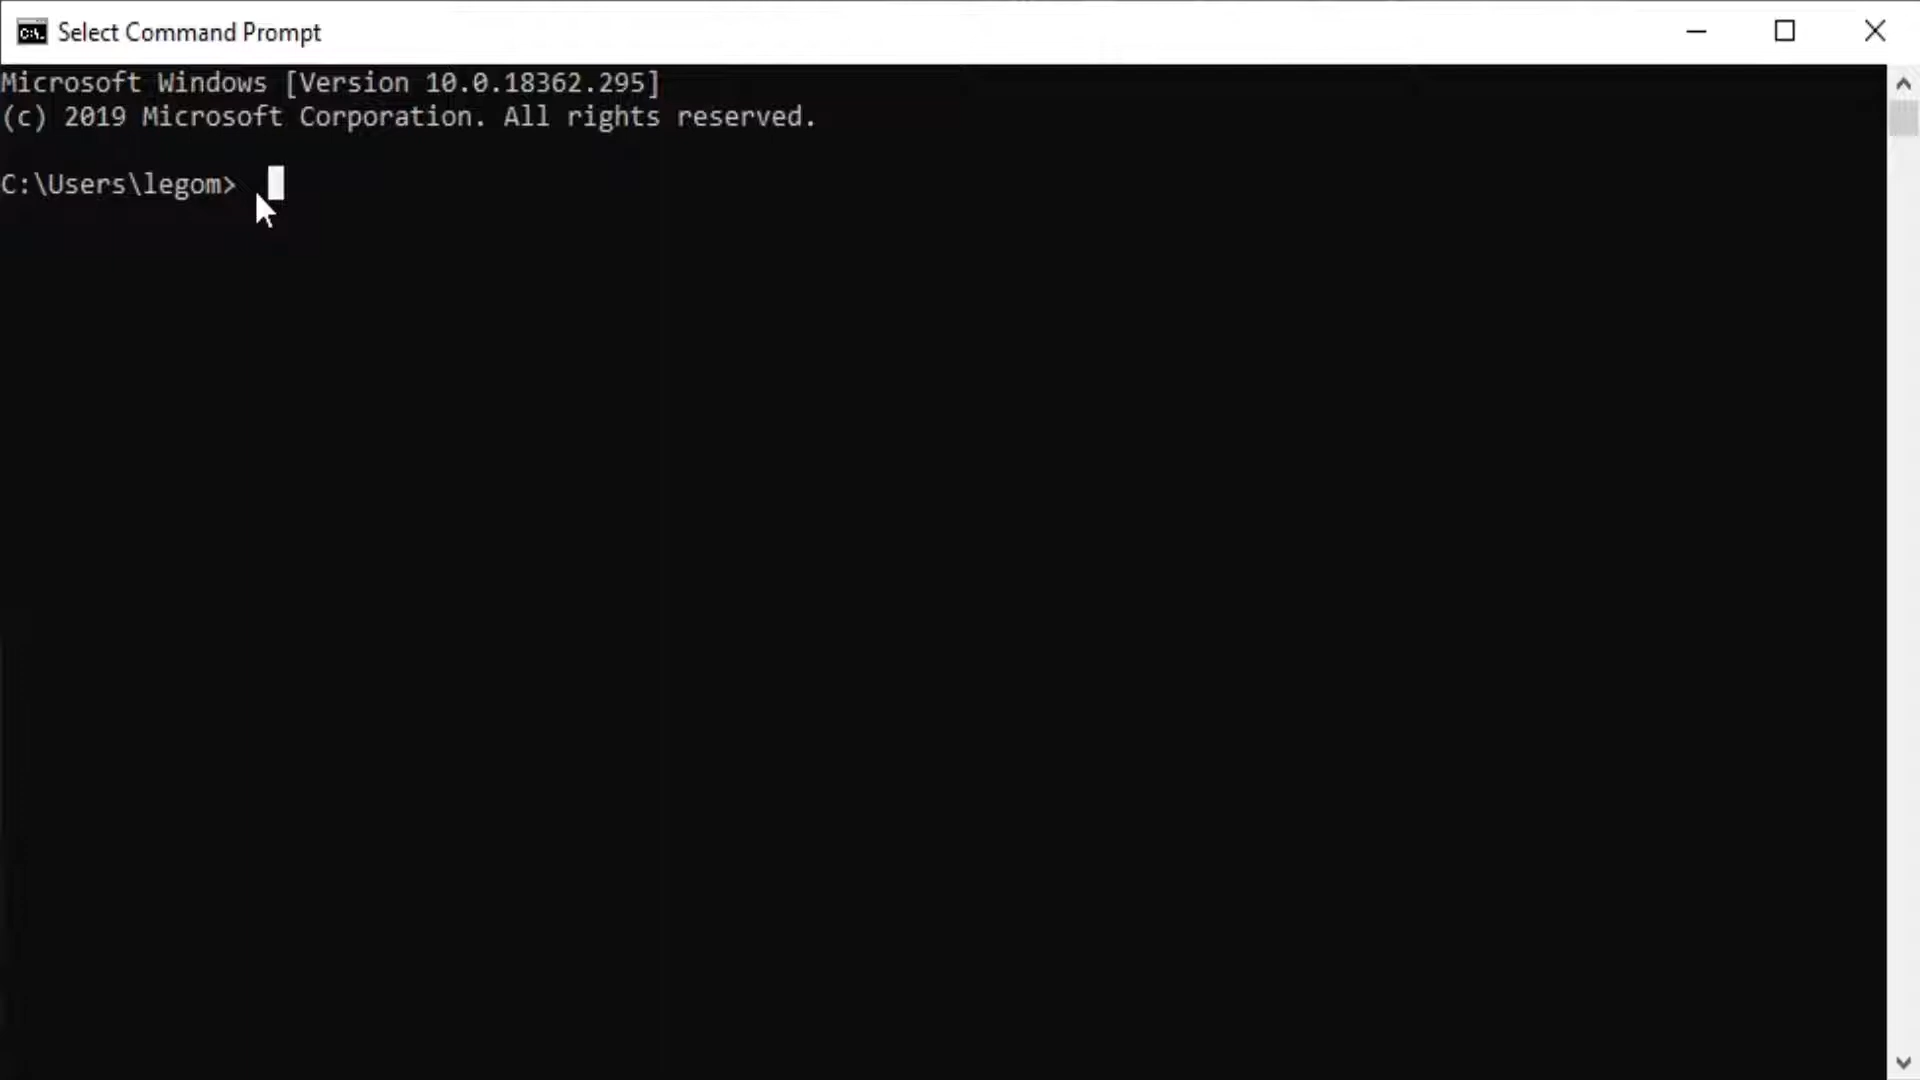 Select Command Prompt
Microsoft Windows [Version 10.0.18362.295]
(c) 2019 Microsoft Corporation. All rights reserved.
C:\Users\legom>